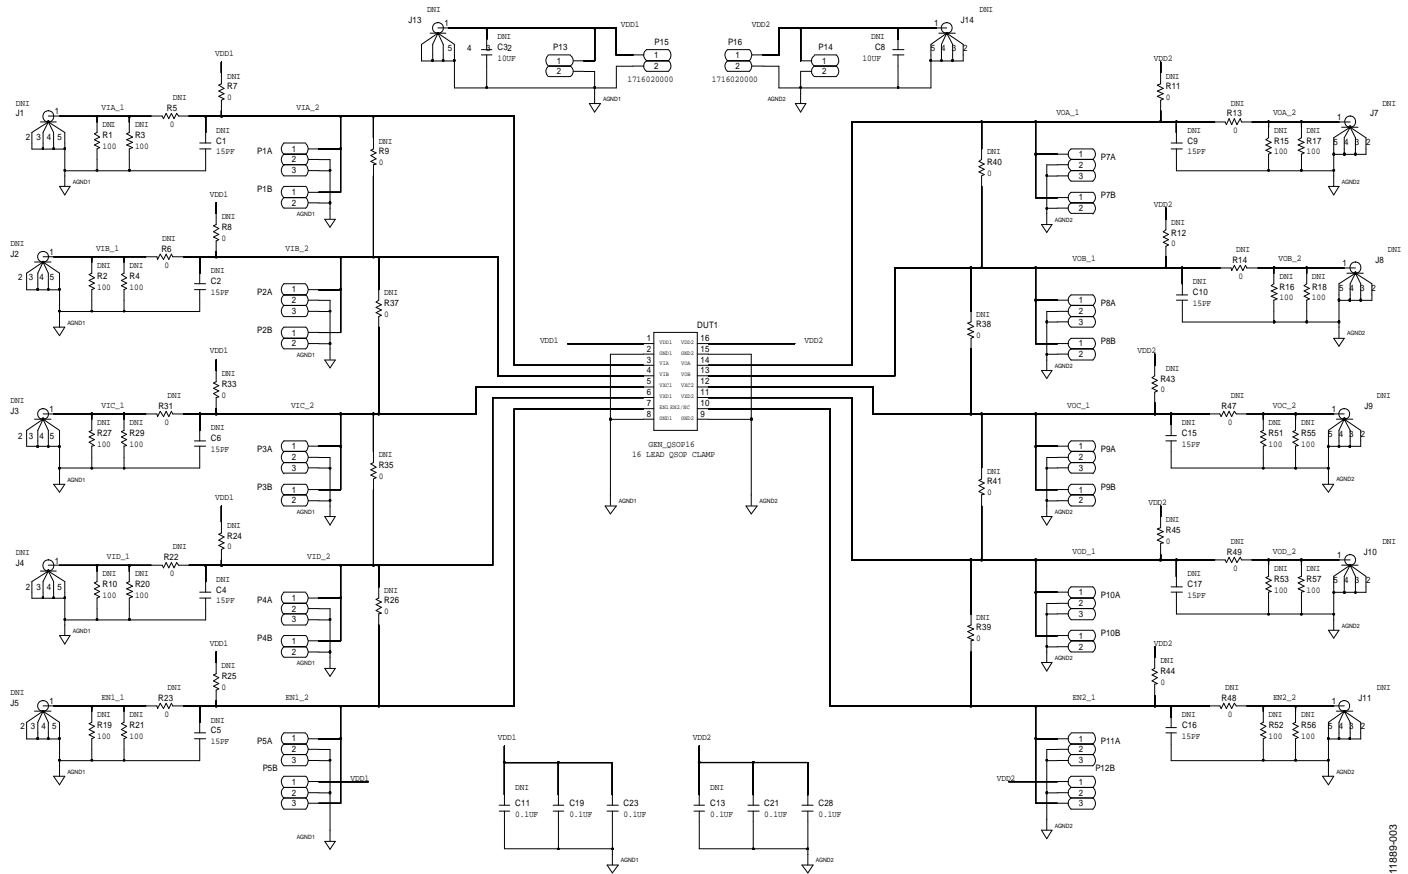 DNI
J13 1
5 4 3 2
DNI
C3
10UF
VDD1
P13
1
2
P15
1
2
1716020000
AGND1
VDD2
P16
1
2
1716020000
P14
1
2
DNI
C8
10UF
DNI
1 J14
5 4 3 2
AGND2
VDD1
DNI
R7
0
DNI
J1 1
2 3 4 5
VIA_1
DNI
R5
0
VIA_2
DNI
R1
100
DNI
R3
100
DNI
C1
15PF
AGND1
P1A
1
2
3
P1B
1
2
AGND1
DNI
R9
0
VDD1
DNI
R8
0
DNI
J2 1
2 3 4 5
VIB_1
DNI
R6
0
VIB_2
DNI
R2
100
DNI
R4
100
DNI
C2
15PF
AGND1
P2A
1
2
3
P2B
1
2
AGND1
DNI
R37
0
VDD1
DNI
R33
0
DNI
J3 1
2 3 4 5
VIC_1
DNI
R31
0
VIC_2
DNI
R27
100
DNI
R29
100
DNI
C6
15PF
AGND1
P3A
1
2
3
P3B
1
2
AGND1
DNI
R35
0
VDD1
DNI
R24
0
DNI
J4 1
2 3 4 5
VID_1
DNI
R22
0
VID_2
DNI
R10
100
DNI
R20
100
DNI
C4
15PF
AGND1
P4A
1
2
3
P4B
1
2
AGND1
DNI
R26
0
VDD1
DNI
R25
0
DNI
J5 1
2 3 4 5
EN1_1
DNI
R23
0
EN1_2
DNI
R19
100
DNI
R21
100
DNI
C5
15PF
AGND1
P5A
1
2
3
P5B
1
2
3
VDD1
AGND1
DUT1
VDD1 1 VDD1 VDD2 16 VDD2
2 GND1 GND2 15
3 VIA VOA 14
4 VIB VOB 13
5 VXC1 VXC2 12
6 VXD1 VXD2 11
7 EN1 EN2/NC 10
8 GND1 GND2 9
GEN_QSOP16
16 LEAD QSOP CLAMP
AGND1
AGND2
VDD1
DNI
C11
0.1UF
C19
0.1UF
C23
0.1UF
AGND1
VDD2
DNI
C13
0.1UF
C21
0.1UF
C28
0.1UF
AGND2
VDD2
DNI
R11
0
VOA_1
DNI
R13
0
VOA_2
DNI
1 J7
5 4 3 2
DNI
C9
15PF
DNI
R15
100
DNI
R17
100
AGND2
DNI
R40
0
P7A
1
2
3
P7B
1
2
AGND2
VDD2
DNI
R12
0
VOB_1
DNI
R14
0
VOB_2
DNI
1 J8
5 4 3 2
DNI
C10
15PF
DNI
R16
100
DNI
R18
100
AGND2
DNI
R38
0
P8A
1
2
3
P8B
1
2
AGND2
VDD2
DNI
R43
0
VOC_1
DNI
R47
0
VOC_2
DNI
1 J9
5 4 3 2
DNI
C15
15PF
DNI
R51
100
DNI
R55
100
AGND2
DNI
R41
0
P9A
1
2
3
P9B
1
2
AGND2
VDD2
DNI
R45
0
VOD_1
DNI
R49
0
VOD_2
DNI
1 J10
5 4 3 2
DNI
C17
15PF
DNI
R53
100
DNI
R57
100
AGND2
DNI
R39
0
P10A
1
2
3
P10B
1
2
AGND2
VDD2
DNI
R44
0
EN2_1
DNI
R48
0
EN2_2
DNI
1 J11
5 4 3 2
DNI
C16
15PF
DNI
R52
100
DNI
R56
100
AGND2
P11A
1
2
3
P12B
1
2
3
VDD2
AGND2
11889-003